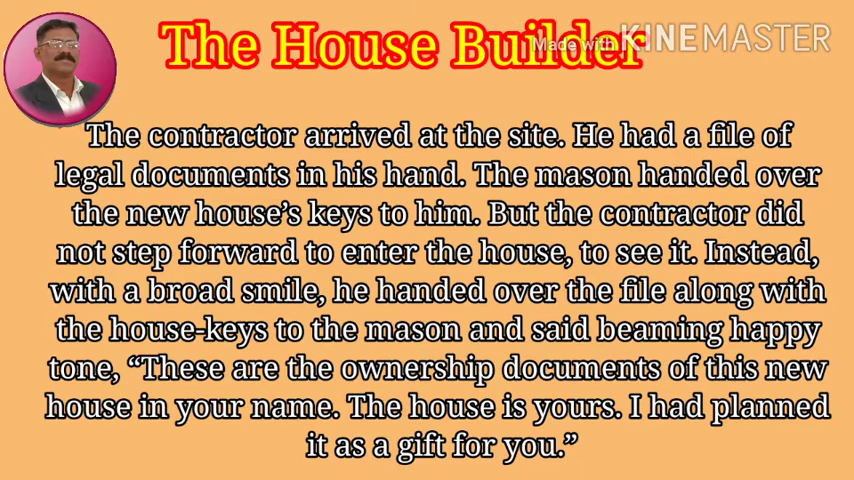 The House Builder
Made with KINEMASTER
The contractor arrived at the site. He had a file of
legal documents in his hand. The mason handed over
the new house’s keys to him. But the contractor did
not step forward to enter the house, to see it. Instead,
with a broad smile, he handed over the file along with
the house-keys to the mason and said beaming happy
tone, “These are the ownership documents of this new
house in your name. The house is yours. I had planned
it as a gift for you.”